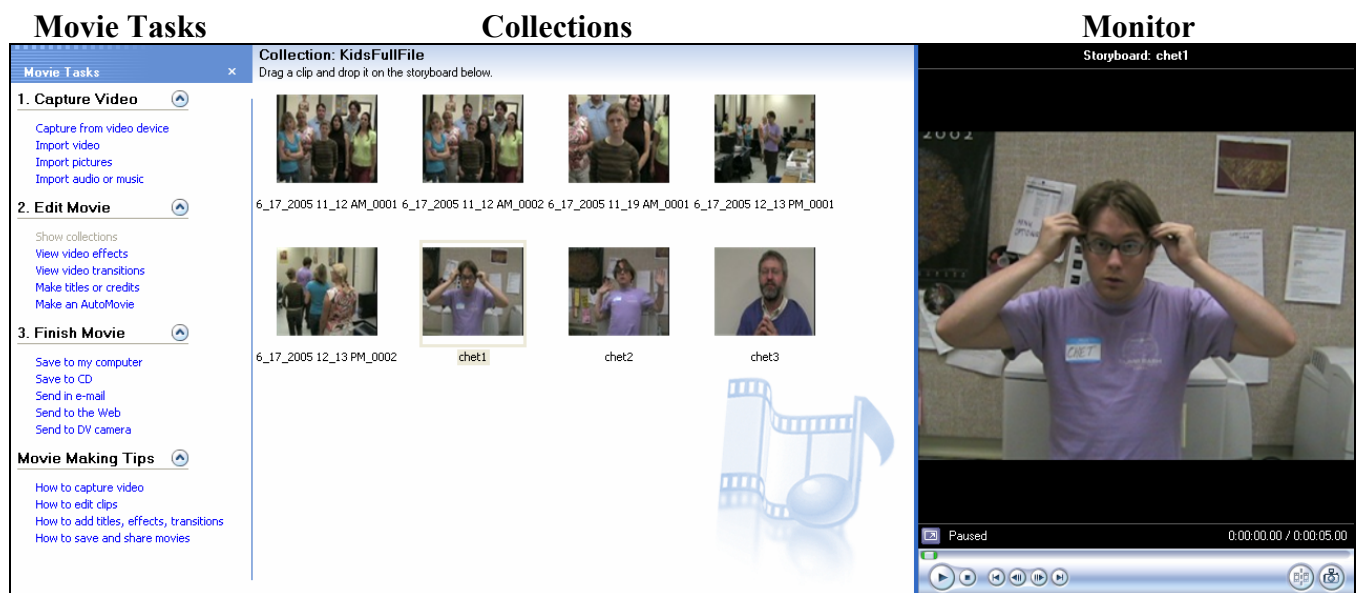 Movie Tasks Collections Monitor
Movie Tasks ×
1. Capture Video
Capture from video device
Import video
Import pictures
Import audio or music
2. Edit Movie
Show collections
View video effects
View video transitions
Make titles or credits
Make an AutoMovie
3. Finish Movie
Save to my computer
Save to CD
Send in e-mail
Send to the Web
Send to DV camera
Movie Making Tips
How to capture video
How to edit clips
How to add titles, effects, transitions
How to save and share movies
Collection: KidsFullFile
Drag a clip and drop it on the storyboard below.
6_17_2005 11_12 AM_0001 6_17_2005 11_12 AM_0002 6_17_2005 11_19 AM_0001 6_17_2005 12_13 PM_0001
6_17_2005 12_13 PM_0002 chet1 chet2 chet3
Storyboard: chet1
2002
CHET
Paused 0:00:00.00 / 0:00:05.00